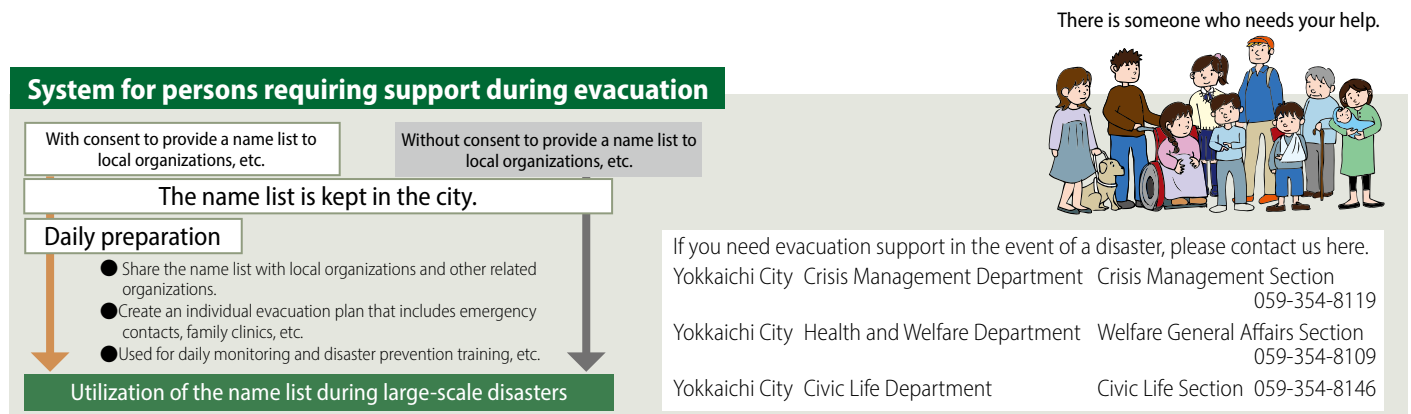 There is someone who needs your help.
System for persons requiring support during evacuation
With consent to provide a name list to
local organizations, etc.
Without consent to provide a name list to
local organizations, etc.
The name list is kept in the city.
Daily preparation
●Share the name list with local organizations and other related
organizations.
●Create an individual evacuation plan that includes emergency
contacts, family clinics, etc.
●Used for daily monitoring and disaster prevention training, etc.
Utilization of the name list during large-scale disasters
If you need evacuation support in the event of a disaster, please contact us here.
Yokkaichi City Crisis Management Department Crisis Management Section
059-354-8119
Yokkaichi City Health and Welfare Department Welfare General Affairs Section
059-354-8109
Yokkaichi City Civic Life Department Civic Life Section 059-354-8146